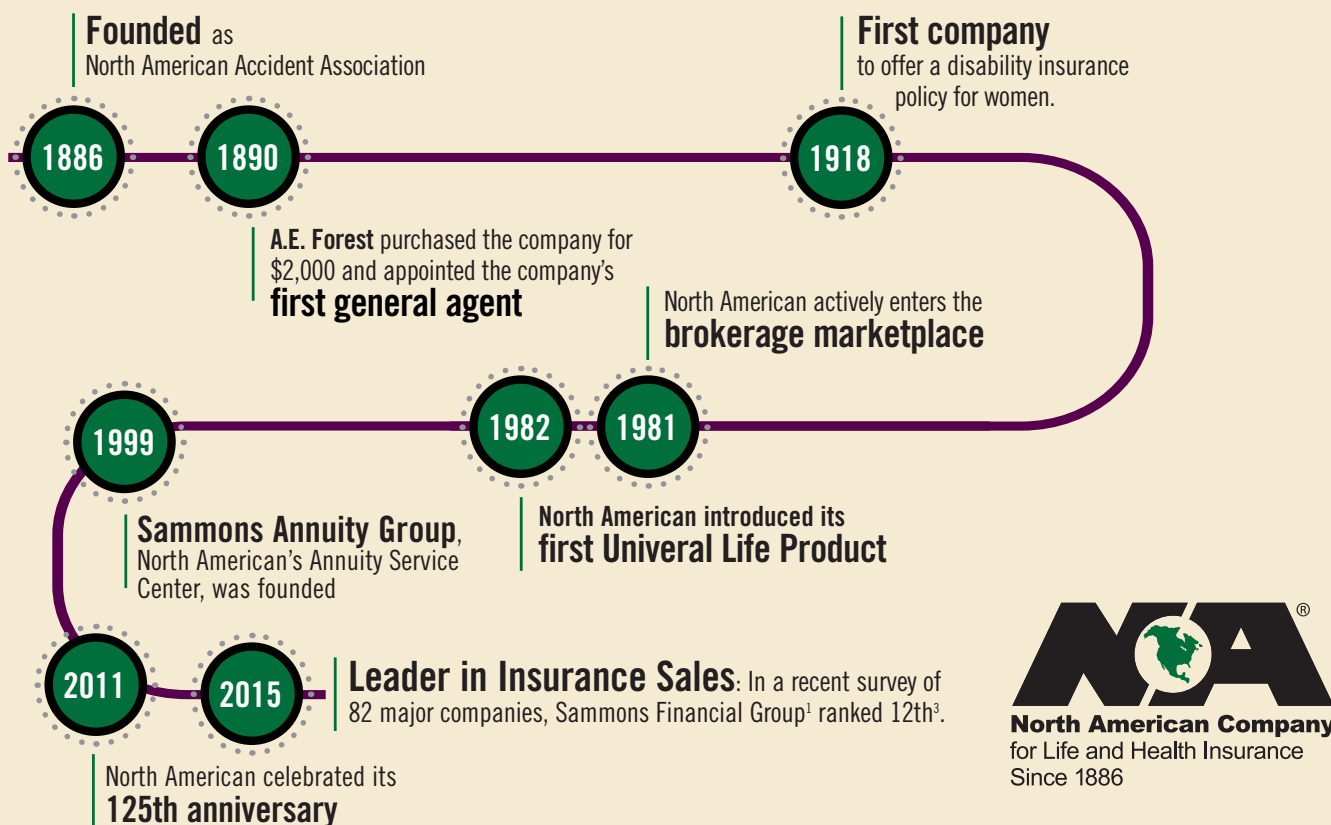 Founded as
North American Accident Association
First company
to offer a disability insurance
policy for women.
1886
1890
1918
A.E. Forest purchased the company for
$2,000 and appointed the company’s
first general agent
North American actively enters the
brokerage marketplace
1999
1982
1981
Sammons Annuity Group,
North American’s Annuity Service
Center, was founded
North American introduced its
first Univeral Life Product
2011
2015
Leader in Insurance Sales: In a recent survey of
82 major companies, Sammons Financial Group¹ ranked 12th³.
North American celebrated its
125th anniversary
NA®
North American Company
for Life and Health Insurance
Since 1886